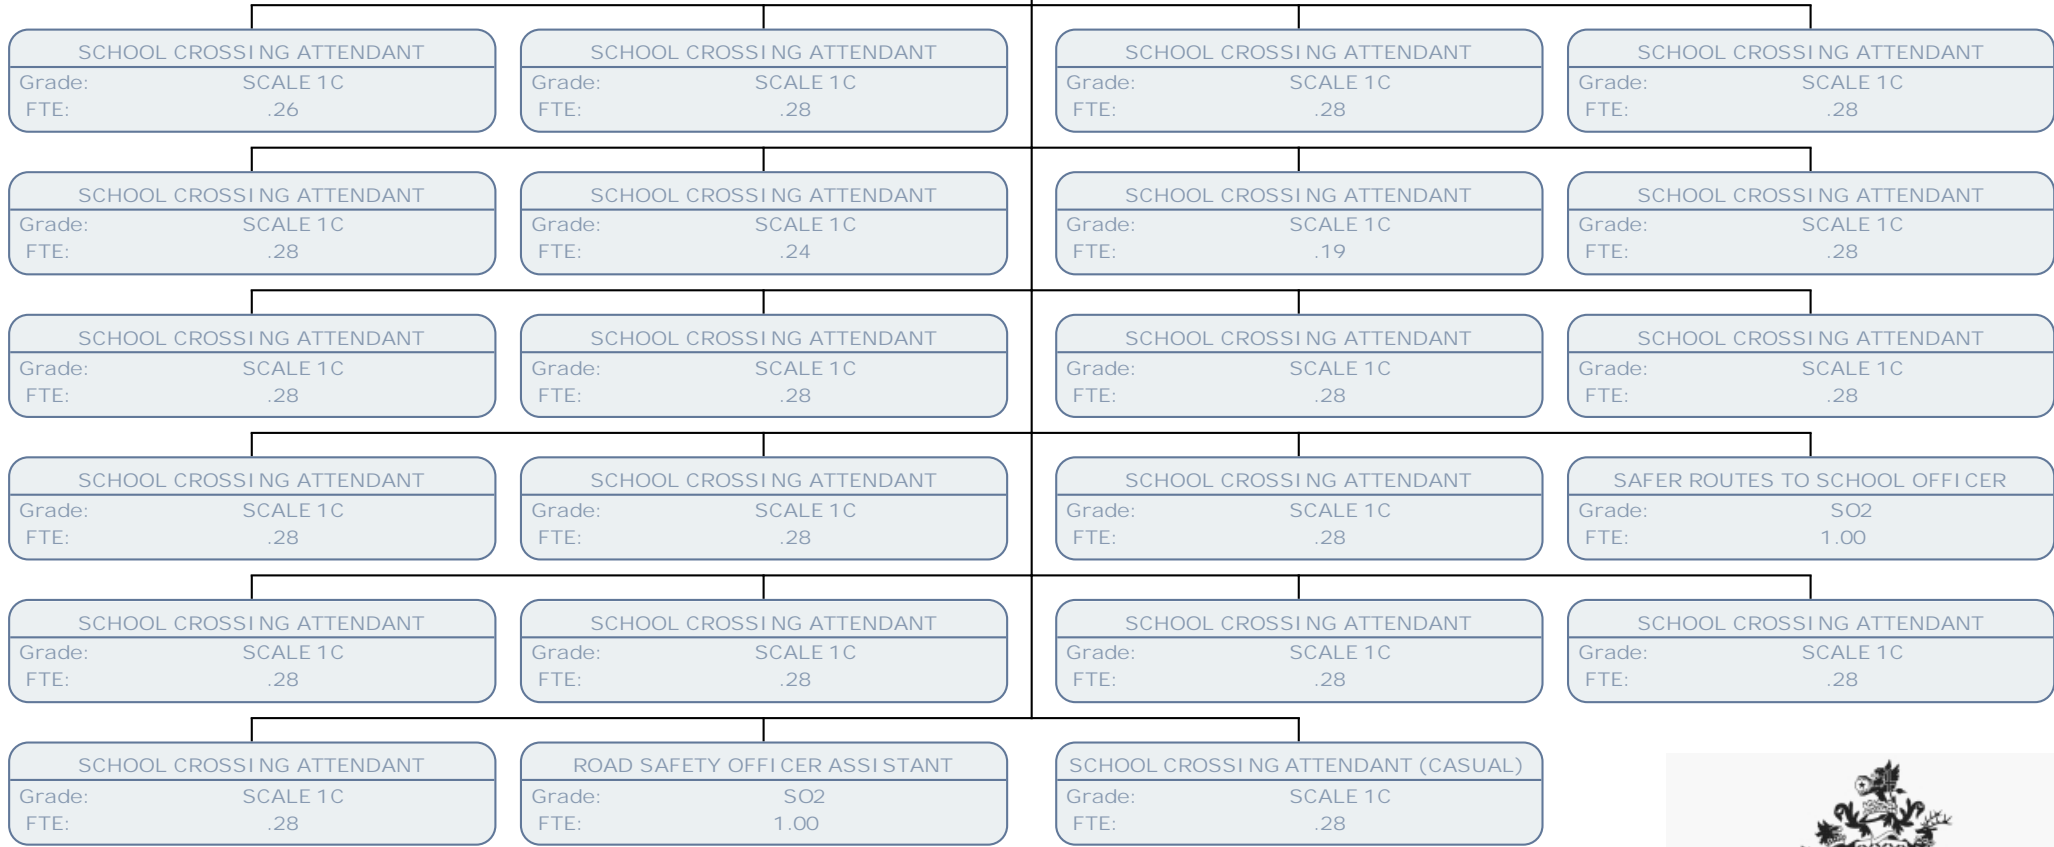 SCHOOL CROSSING ATTENDANT
Grade: SCALE 1C
FTE: .26
SCHOOL CROSSING ATTENDANT
Grade: SCALE 1C
FTE: .28
SCHOOL CROSSING ATTENDANT
Grade: SCALE 1C
FTE: .28
SCHOOL CROSSING ATTENDANT
Grade: SCALE 1C
FTE: .28
SCHOOL CROSSING ATTENDANT
Grade: SCALE 1C
FTE: .28
SCHOOL CROSSING ATTENDANT
Grade: SCALE 1C
FTE: .24
SCHOOL CROSSING ATTENDANT
Grade: SCALE 1C
FTE: .19
SCHOOL CROSSING ATTENDANT
Grade: SCALE 1C
FTE: .28
SCHOOL CROSSING ATTENDANT
Grade: SCALE 1C
FTE: .28
SCHOOL CROSSING ATTENDANT
Grade: SCALE 1C
FTE: .28
SCHOOL CROSSING ATTENDANT
Grade: SCALE 1C
FTE: .28
SCHOOL CROSSING ATTENDANT
Grade: SCALE 1C
FTE: .28
SCHOOL CROSSING ATTENDANT
Grade: SCALE 1C
FTE: .28
SCHOOL CROSSING ATTENDANT
Grade: SCALE 1C
FTE: .28
SCHOOL CROSSING ATTENDANT
Grade: SCALE 1C
FTE: .28
SAFER ROUTES TO SCHOOL OFFICER
Grade: SO2
FTE: 1.00
SCHOOL CROSSING ATTENDANT
Grade: SCALE 1C
FTE: .28
SCHOOL CROSSING ATTENDANT
Grade: SCALE 1C
FTE: .28
SCHOOL CROSSING ATTENDANT
Grade: SCALE 1C
FTE: .28
SCHOOL CROSSING ATTENDANT
Grade: SCALE 1C
FTE: .28
SCHOOL CROSSING ATTENDANT
Grade: SCALE 1C
FTE: .28
ROAD SAFETY OFFICER ASSISTANT
Grade: SO2
FTE: 1.00
SCHOOL CROSSING ATTENDANT (CASUAL)
Grade: SCALE 1C
FTE: .28